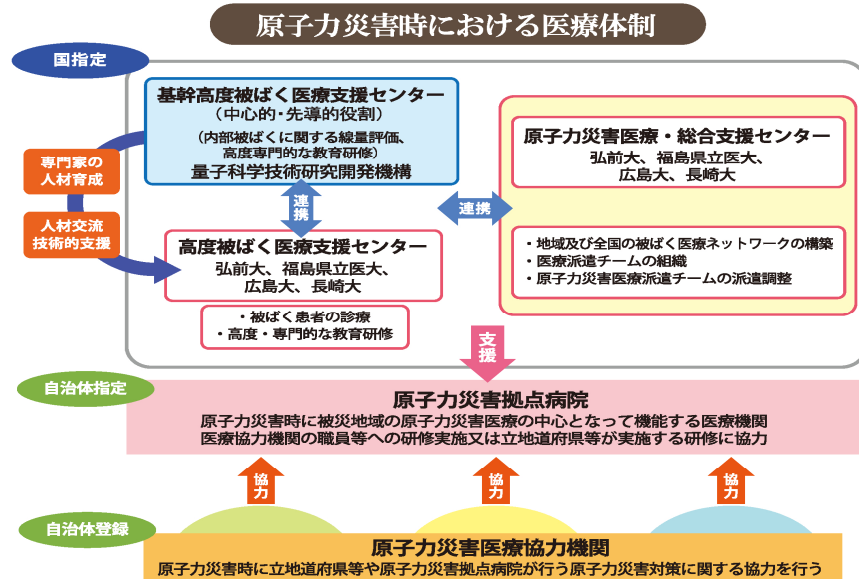 原子力災害時における医療体制
国指定
基幹高度被ばく医療支援センター
（中心的・先導的役割）
（内部被ばくに関する線量評価、
高度専門的な教育研修）
量子科学技術研究開発機構
専門家の
人材育成
人材交流
技術的支援
連携
高度被ばく医療支援センター
弘前大、福島県立医大、
広島大、長崎大
・被ばく患者の診療
・高度・専門的な教育研修
連携
原子力災害医療・総合支援センター
弘前大、福島県立医大、
広島大、長崎大
・地域及び全国の被ばく医療ネットワークの構築
・医療派遣チームの組織
・原子力災害医療派遣チームの派遣調整
支援
自治体指定
原子力災害拠点病院
原子力災害時に被災地域の原子力災害医療の中心となって機能する医療機関
医療協力機関の職員等への研修実施又は立地道府県等が実施する研修に協力
協力
協力
協力
自治体登録
原子力災害医療協力機関
原子力災害時に立地道府県等や原子力災害拠点病院が行う原子力災害対策に関する協力を行う